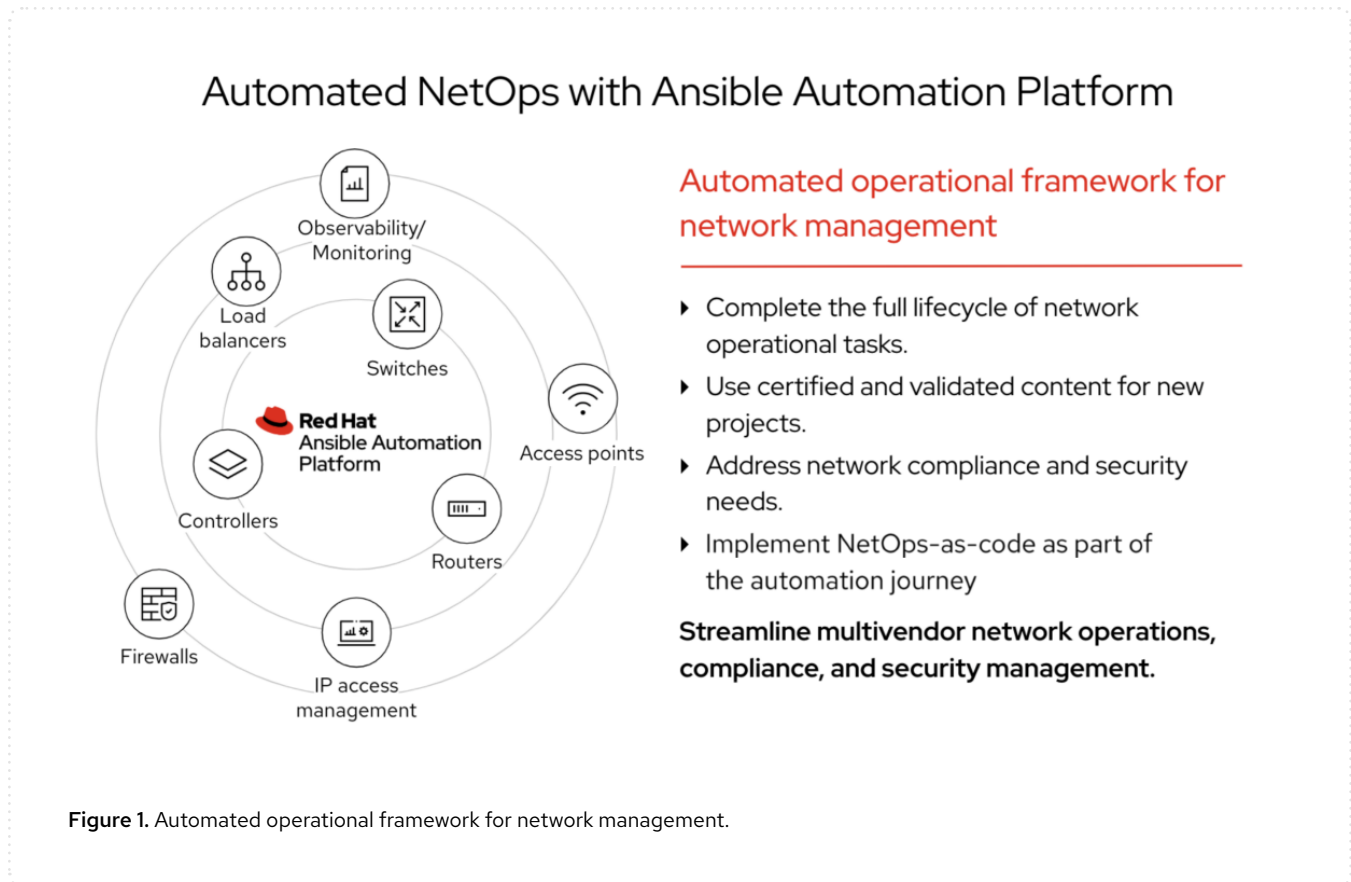 Automated NetOps with Ansible Automation Platform
Observability/
Monitoring
Load
balancers
Switches
Red Hat
Ansible Automation
Platform
Access points
Controllers
Routers
Firewalls
IP access
management
Automated operational framework for
network management
Complete the full lifecycle of network
operational tasks.
Use certified and validated content for new
projects.
Address network compliance and security
needs.
Implement NetOps-as-code as part of
the automation journey
Streamline multivendor network operations,
compliance, and security management.
Figure 1. Automated operational framework for network management.